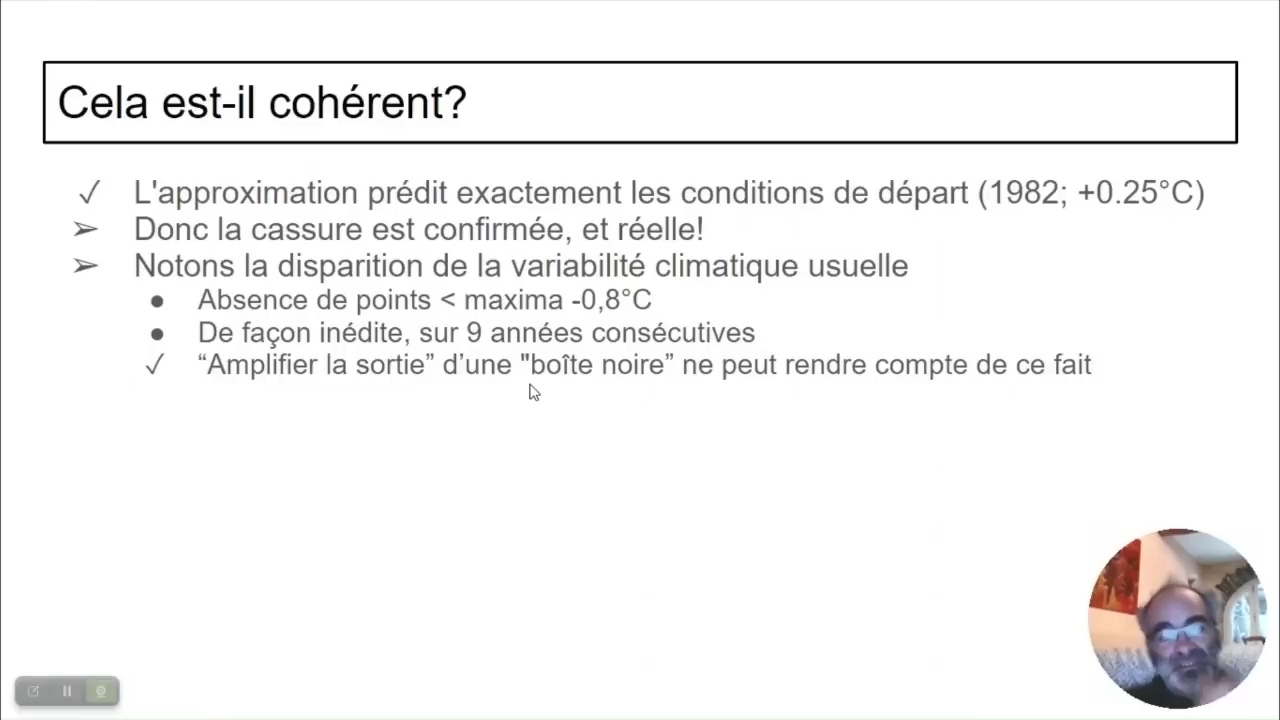 Cela est-il cohérent?
✓ L'approximation prédit exactement les conditions de départ (1982; +0.25°C)
➢ Donc la cassure est confirmée, et réelle!
➢ Notons la disparition de la variabilité climatique usuelle
● Absence de points < maxima -0,8°C
● De façon inédite, sur 9 années consécutives
✓ “Amplifier la sortie” d’une "boîte noire” ne peut rendre compte de ce fait